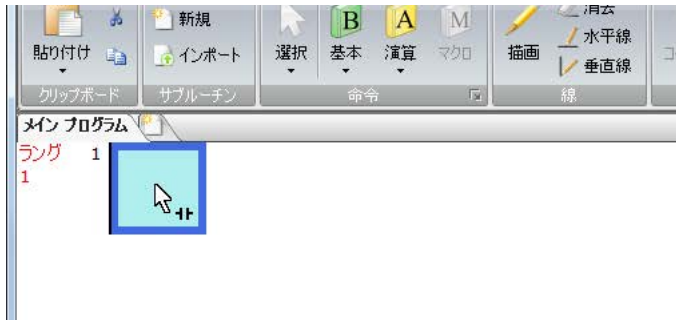 新規
消去
水平線
貼り付け
インポート
選択
基本
演算
マクロ
描画
垂直線
クリップボード
サブルーチン
命令
線
メイン プログラム
ラング 1
1
B
A
M